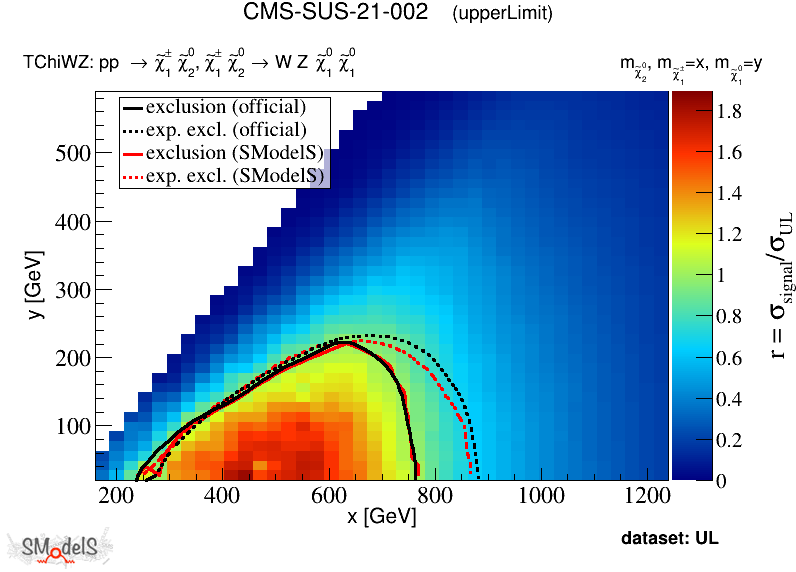 CMS-SUS-21-002 (upperLimit)
TChiWZ: pp → χ̃₁± χ̃₂⁰, χ̃₁± χ̃₂⁰ → W Z χ̃₁⁰ χ̃₁⁰
m_χ̃₂⁰, m_χ̃₁±=x, m_χ̃₁⁰=y
exclusion (official)
exp. excl. (official)
exclusion (SModelS)
exp. excl. (SModelS)
y [GeV]
500
400
300
200
100
200 400 600 800 1000 1200
x [GeV]
1.8
1.6
1.4
1.2
1
0.8
0.6
0.4
0.2
0
r = σ_signal/σ_UL
SModelS
dataset: UL